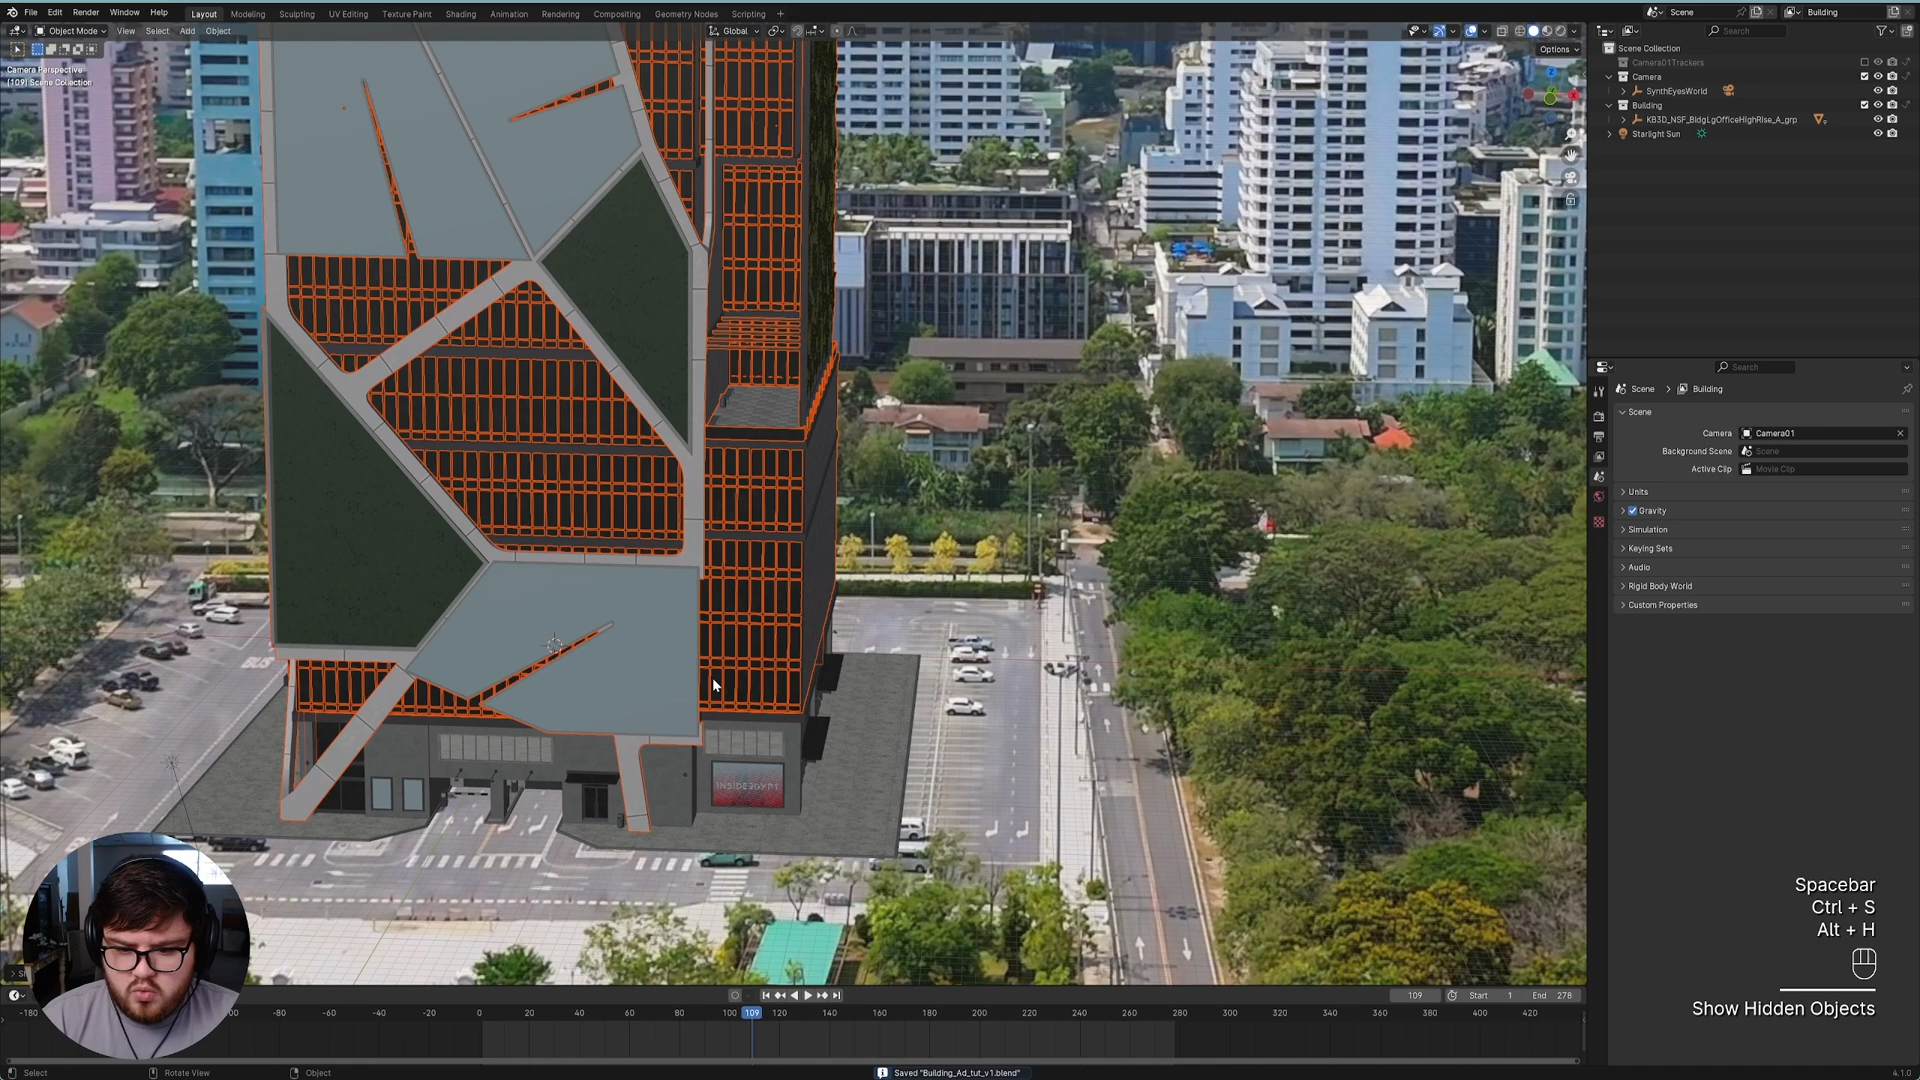 File Edit Render Window Help
Layout Modeling Sculpting UV Editing Texture Paint Shading Animation Rendering Compositing Geometry Nodes Scripting +
Scene
Building
Object Mode View Select Add Object
Global
Options
Camera Perspective
(109) Scene Collection
Search
Scene Collection
Camera01Trackers
Camera
SynthEyesWorld
Building
KB3D_NSF_BldgLgOfficeHighRise_A_grp
Starlight Sun
Search
Scene > Building
Scene
Camera Camera01
Background Scene Scene
Active Clip Movie Clip
Units
Gravity
Simulation
Keying Sets
Audio
Rigid Body World
Custom Properties
INSIDECRYPT
Spacebar
Ctrl + S
Alt + H
Show Hidden Objects
109 Start 1 End 278
-180 -80 -60 -40 -20 0 20 40 60 80 100 109 120 140 160 180 200 220 240 260 280 300 320 340 360 380 400 420
Select Rotate View Object
Saved "Building_Ad_tut_v1.blend"
4.1.0